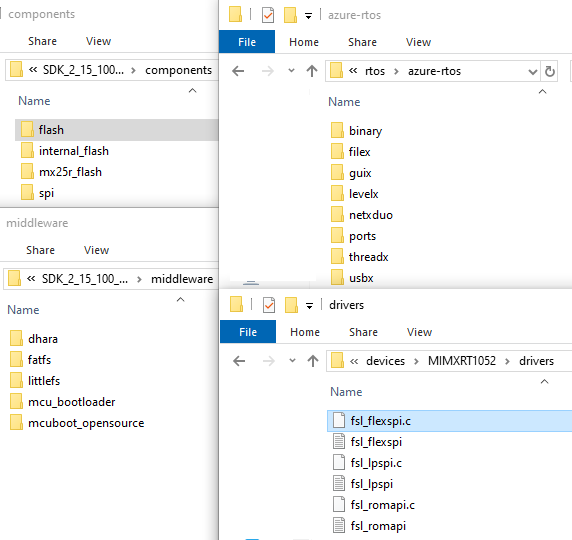 components
Share View
« SDK_2_15_100... › components
Name
flash
internal_flash
mx25r_flash
spi
middleware
Share View
« SDK_2_15_100_... › middleware
Name
dhara
fatfs
littlefs
mcu_bootloader
mcuboot_opensource
azure-rtos
File Home Share View
« rtos › azure-rtos
Name
binary
filex
guix
levelx
netxduo
ports
threadx
usbx
drivers
File Home Share View
« devices › MIMXRT1052 › drivers
Name
fsl_flexspi.c
fsl_flexspi
fsl_lpspi.c
fsl_lpspi
fsl_romapi.c
fsl_romapi